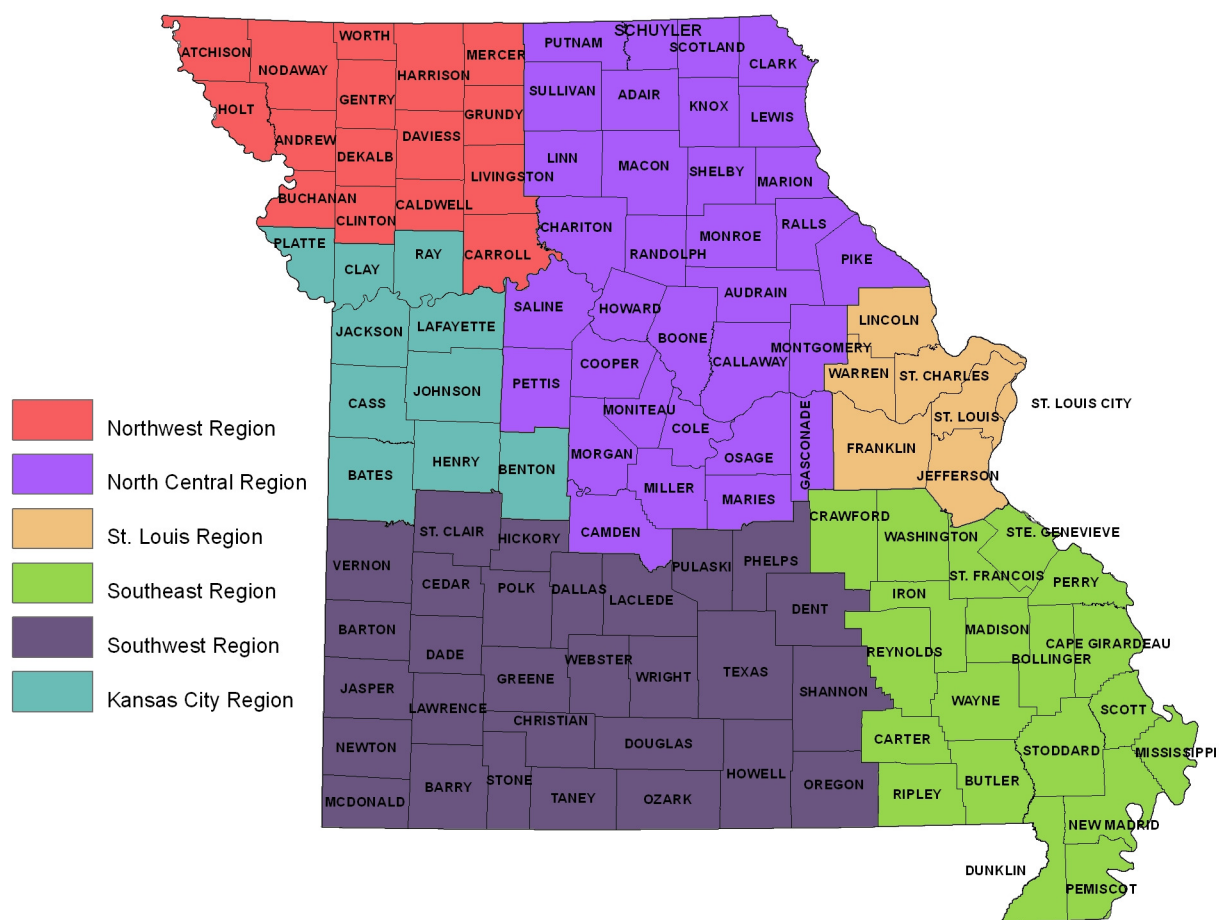 SCHUYLER
WORTH
PUTNAM
SCOTLAND
ATCHISON
MERCER
CLARK
NODAWAY
HARRISON
SULLIVAN
ADAIR
HOLT
GENTRY
KNOX
GRUNDY
LEWIS
ANDREW
DAVIESS
DEKALB
LINN
MACON
SHELBY
LIVINGSTON
MARION
BUCHANAN
CALDWELL
CLINTON
CHARITON
RALLS
PLATTE
MONROE
RAY
CARROLL
RANDOLPH
PIKE
CLAY
AUDRAIN
SALINE
HOWARD
LINCOLN
JACKSON
LAFAYETTE
BOONE
MONTGOMERY
COOPER
CALLAWAY
WARREN
ST. CHARLES
PETTIS
JOHNSON
CASS
ST. LOUIS CITY
MONITEAU
ST. LOUIS
COLE
GASCONADE
FRANKLIN
MORGAN
OSAGE
HENRY
BENTON
BATES
JEFFERSON
MILLER
MARIES
CRAWFORD
ST. CLAIR
CAMDEN
WASHINGTON
STE. GENEVIEVE
HICKORY
VERNON
PULASKI
PHELPS
ST. FRANCOIS
CEDAR
POLK
DALLAS
PERRY
LACLEDE
IRON
DENT
BARTON
MADISON
CAPE GIRARDEAU
DADE
REYNOLDS
BOLLINGER
WEBSTER
TEXAS
WRIGHT
GREENE
JASPER
SHANNON
WAYNE
LAWRENCE
SCOTT
CHRISTIAN
CARTER
DOUGLAS
NEWTON
STODDARD
MISSISSIPPI
HOWELL
STONE
BUTLER
BARRY
OREGON
RIPLEY
TANEY
OZARK
MCDONALD
NEW MADRID
DUNKLIN
PEMISCOT
Northwest Region
North Central Region
St. Louis Region
Southeast Region
Southwest Region
Kansas City Region